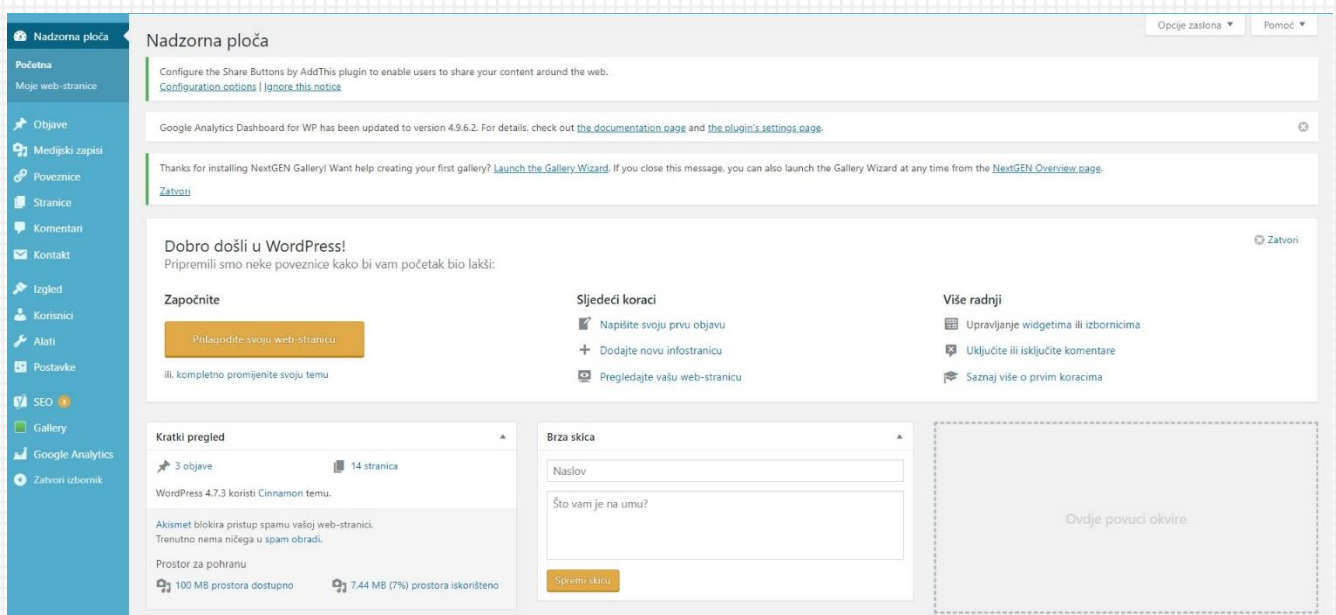 Nadzorna ploča
Početna
Moje web-stranice
Objave
Medijski zapisi
Poveznice
Stranice
Komentari
Kontakt
Izgled
Korisnici
Alati
Postavke
SEO
Gallery
Google Analytics
Zatvori izbornik
Opcije zaslona
Pomoć
Nadzorna ploča
Configure the Share Buttons by AddThis plugin to enable users to share your content around the web.
Configuration options | Ignore this notice
Google Analytics Dashboard for WP has been updated to version 4.9.6.2. For details, check out the documentation page and the plugin's settings page.
Thanks for installing NextGEN Gallery! Want help creating your first gallery? Launch the Gallery Wizard. If you close this message, you can also launch the Gallery Wizard at any time from the NextGEN Overview page.
Zatvori
Dobro došli u WordPress!
Zatvori
Pripremili smo neke poveznice kako bi vam početak bio lakši:
Započnite
Prilagodite svoju web-stranicu
ili, kompletno promijenite svoju temu
Sljedeći koraci
Napišite svoju prvu objavu
Dodajte novu infostranicu
Pregledajte vašu web-stranicu
Više radnji
Upravljanje widgetima ili izbornicima
Uključite ili isključite komentare
Saznaj više o prvim koracima
Kratki pregled
3 objave
14 stranica
WordPress 4.7.3 koristi Cinnamon temu.
Akismet blokira pristup spamu vašoj web-stranici.
Trenutno nema ničega u spam obradi.
Prostor za pohranu
100 MB prostora dostupno
7.44 MB (7%) prostora iskorišteno
Brza skica
Naslov
Što vam je na umu?
Spremi skicu
Ovdje povuci okvire